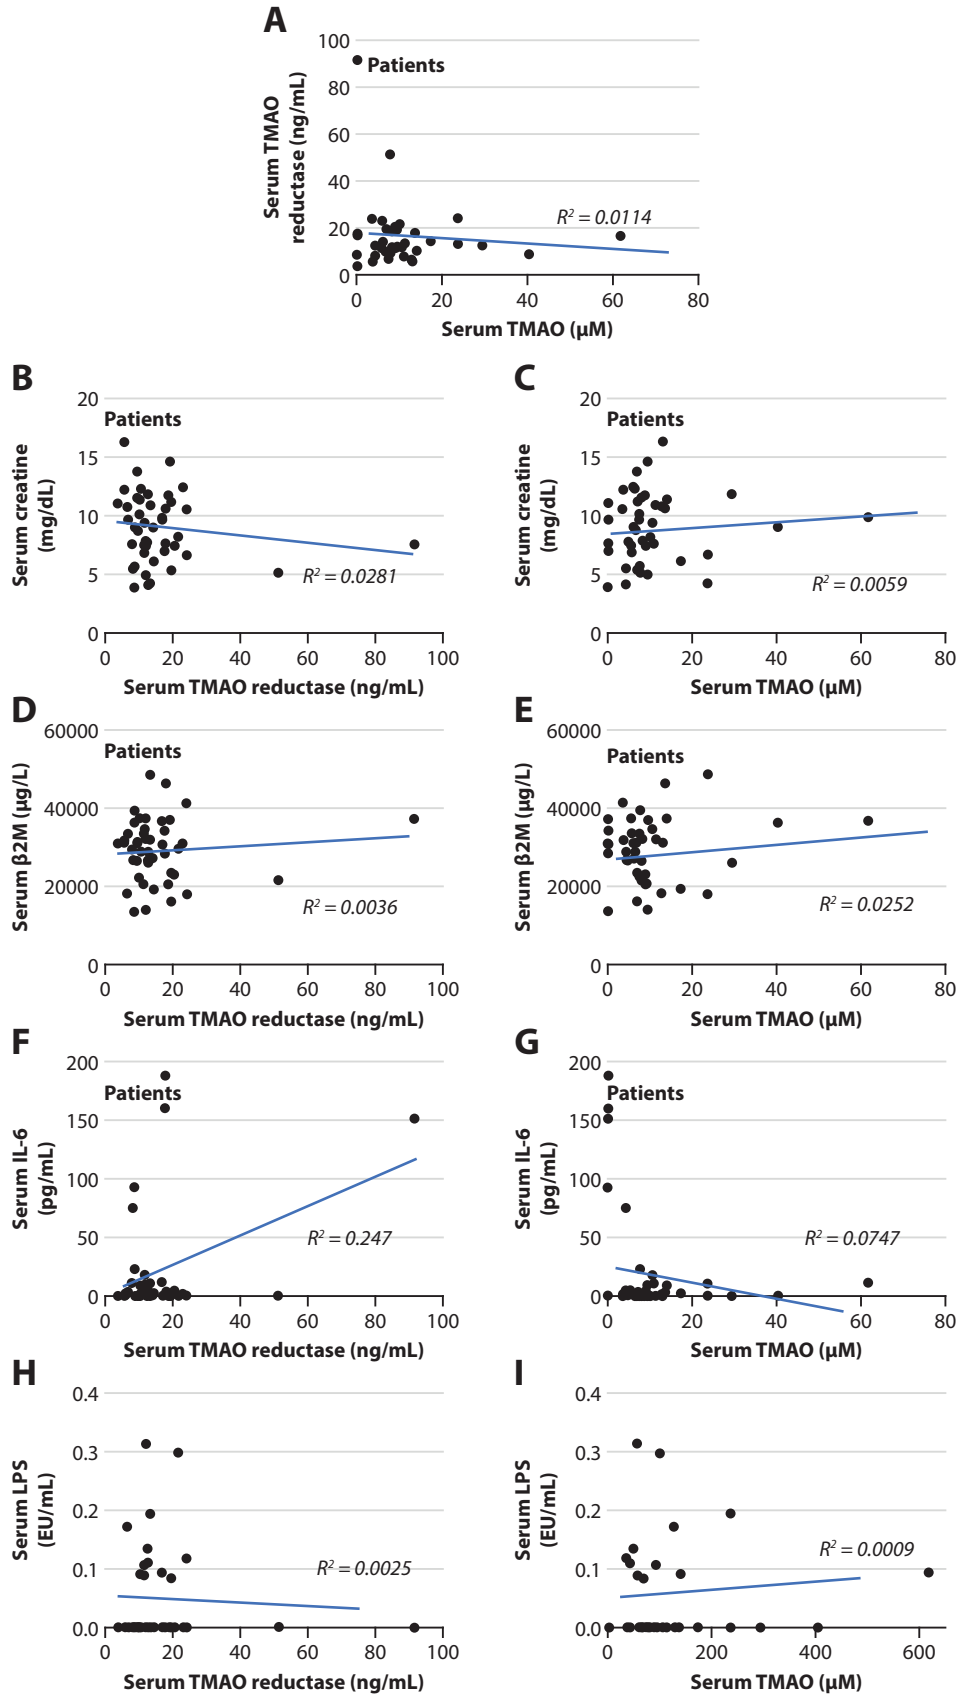 A
100
80
60
40
20
0
Serum TMAO
reductase (ng/mL)
Patients
R² = 0.0114
0 20 40 60 80
Serum TMAO (μM)
B
20
15
10
5
0
Serum creatine
(mg/dL)
Patients
R² = 0.0281
0 20 40 60 80 100
Serum TMAO reductase (ng/mL)
C
20
15
10
5
0
Serum creatine
(mg/dL)
Patients
R² = 0.0059
0 20 40 60 80
Serum TMAO (μM)
D
60000
40000
20000
0
Serum β2M (μg/L)
Patients
R² = 0.0036
0 20 40 60 80 100
Serum TMAO reductase (ng/mL)
E
60000
40000
20000
0
Serum β2M (μg/L)
Patients
R² = 0.0252
0 20 40 60 80
Serum TMAO (μM)
F
200
150
100
50
0
Serum IL-6
(pg/mL)
Patients
R² = 0.247
0 20 40 60 80 100
Serum TMAO reductase (ng/mL)
G
200
150
100
50
0
Serum IL-6
(pg/mL)
Patients
R² = 0.0747
0 20 40 60 80
Serum TMAO (μM)
H
0.4
0.3
0.2
0.1
0.0
Serum LPS
(EU/mL)
R² = 0.0025
0 20 40 60 80 100
Serum TMAO reductase (ng/mL)
I
0.4
0.3
0.2
0.1
0.0
Serum LPS
(EU/mL)
R² = 0.0009
0 200 400 600
Serum TMAO (μM)